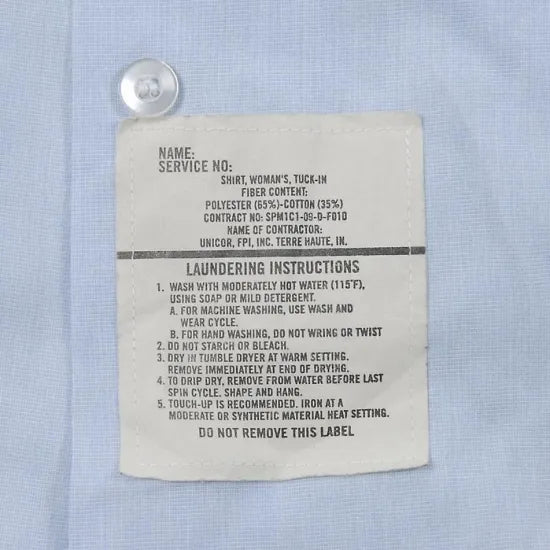 NAME:
SERVICE NO:
SHIRT, WOMAN'S, TUCK-IN
FIBER CONTENT:
POLYESTER (65%)-COTTON (35%)
CONTRACT NO: SPM1C1-09-D-F010
NAME OF CONTRACTOR:
UNICOR, FPI, INC. TERRE HAUTE, IN.
LAUNDERING INSTRUCTIONS
1. WASH WITH MODERATELY HOT WATER (115°F),
USING SOAP OR MILD DETERGENT.
A. FOR MACHINE WASHING, USE WASH AND
WEAR CYCLE.
B. FOR HAND WASHING, DO NOT WRING OR TWIST
2. DO NOT STARCH OR BLEACH.
3. DRY IN TUMBLE DRYER AT WARM SETTING.
REMOVE IMMEDIATELY AT END OF DRYING.
4. TO DRIP DRY, REMOVE FROM WATER BEFORE LAST
SPIN CYCLE. SHAPE AND HANG.
5. TOUCH-UP IS RECOMMENDED. IRON AT A
MODERATE OR SYNTHETIC MATERIAL HEAT SETTING.
DO NOT REMOVE THIS LABEL